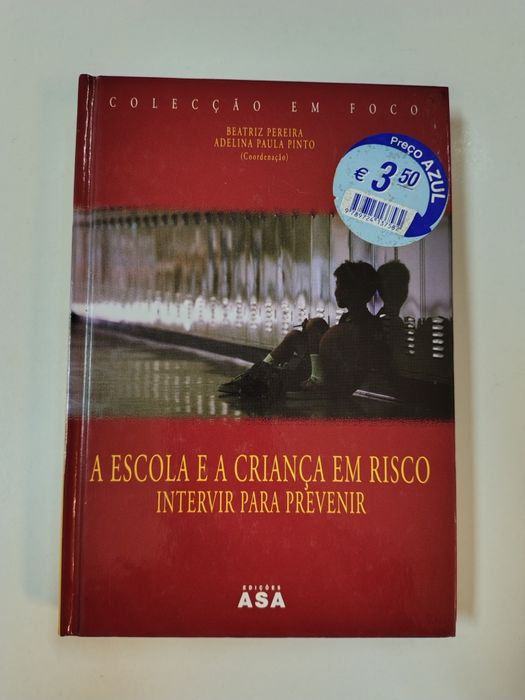 COLECÇÃO EM FOCO
BEATRIZ PEREIRA
ADELINA PAULA PINTO
(Coordenação)
Preço AZUL
€ 3,50
A ESCOLA E A CRIANÇA EM RISCO
INTERVIR PARA PREVENIR
EDIÇÕES
ASA